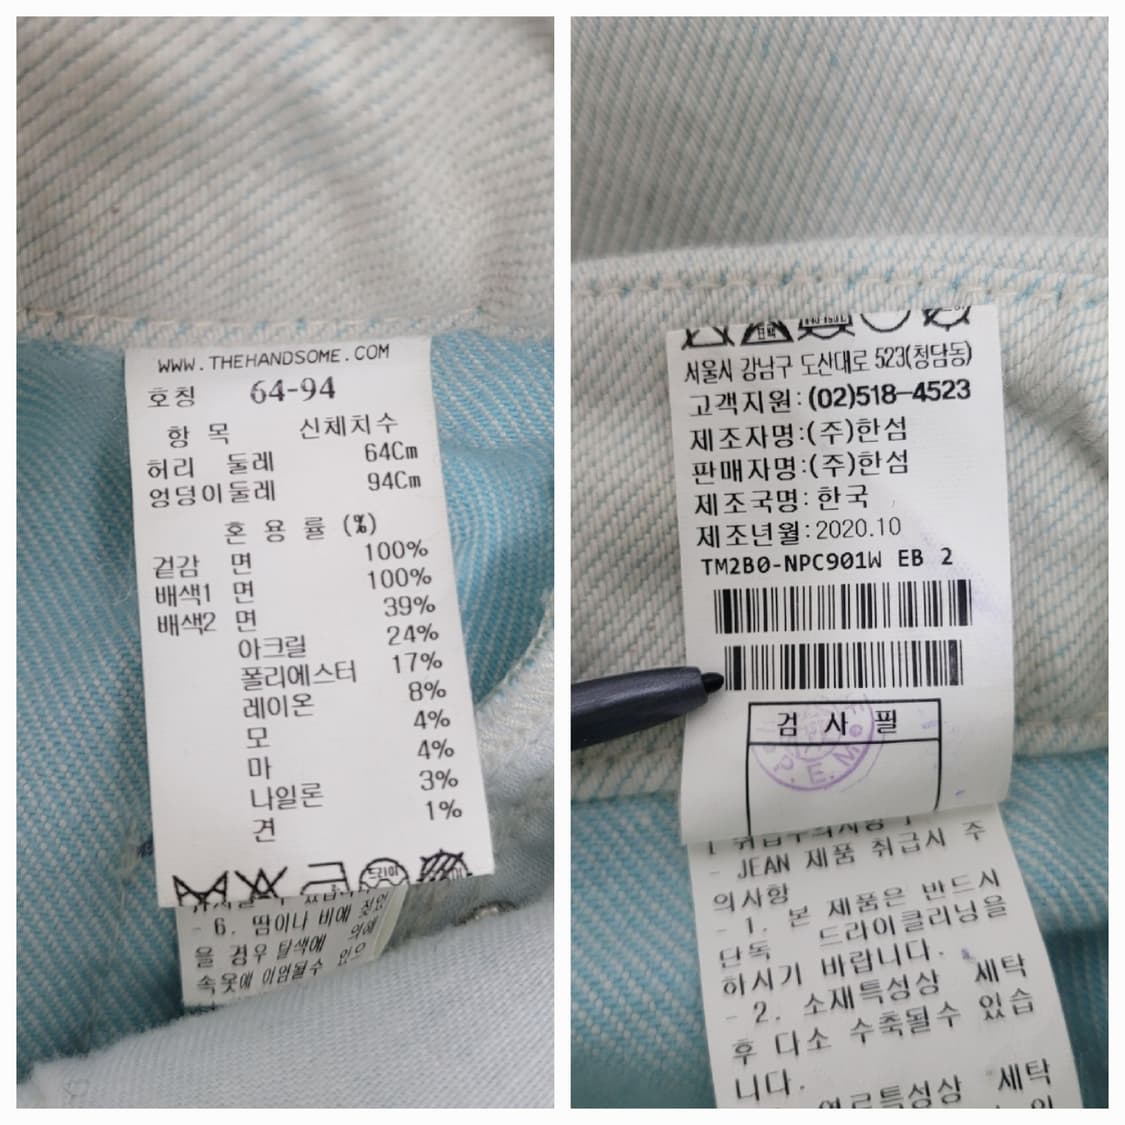 WWW.THEHANDSOME.COM
호칭 64-94
항 목 신체치수
허리 둘레 64Cm
엉덩이둘레 94Cm
혼 용 률 (%)
겉감 면 100%
배색1 면 100%
배색2 면 39%
아크릴 24%
폴리에스터 17%
레이온 8%
모 4%
마 4%
나일론 3%
견 1%
드라이
- 6. 땀이나 비에 젖었
을 경우 탈색에 의해
속옷에 이염될수 있으
서울시 강남구 도산대로 523(청담동)
고객지원:(02)518-4523
제조자명:(주)한섬
판매자명:(주)한섬
제조국명:한국
제조년월:2020.10
TM2B0-NPC901W EB 2
검 사 필
P.E.M
- JEAN 제품 취급시 주
의사항
- 1. 본 제품은 반드시
단독 드라이클리닝을
하시기 바랍니다.
- 2. 소재특성상 세탁
후 다소 수축될수 있습
니다.
세탁